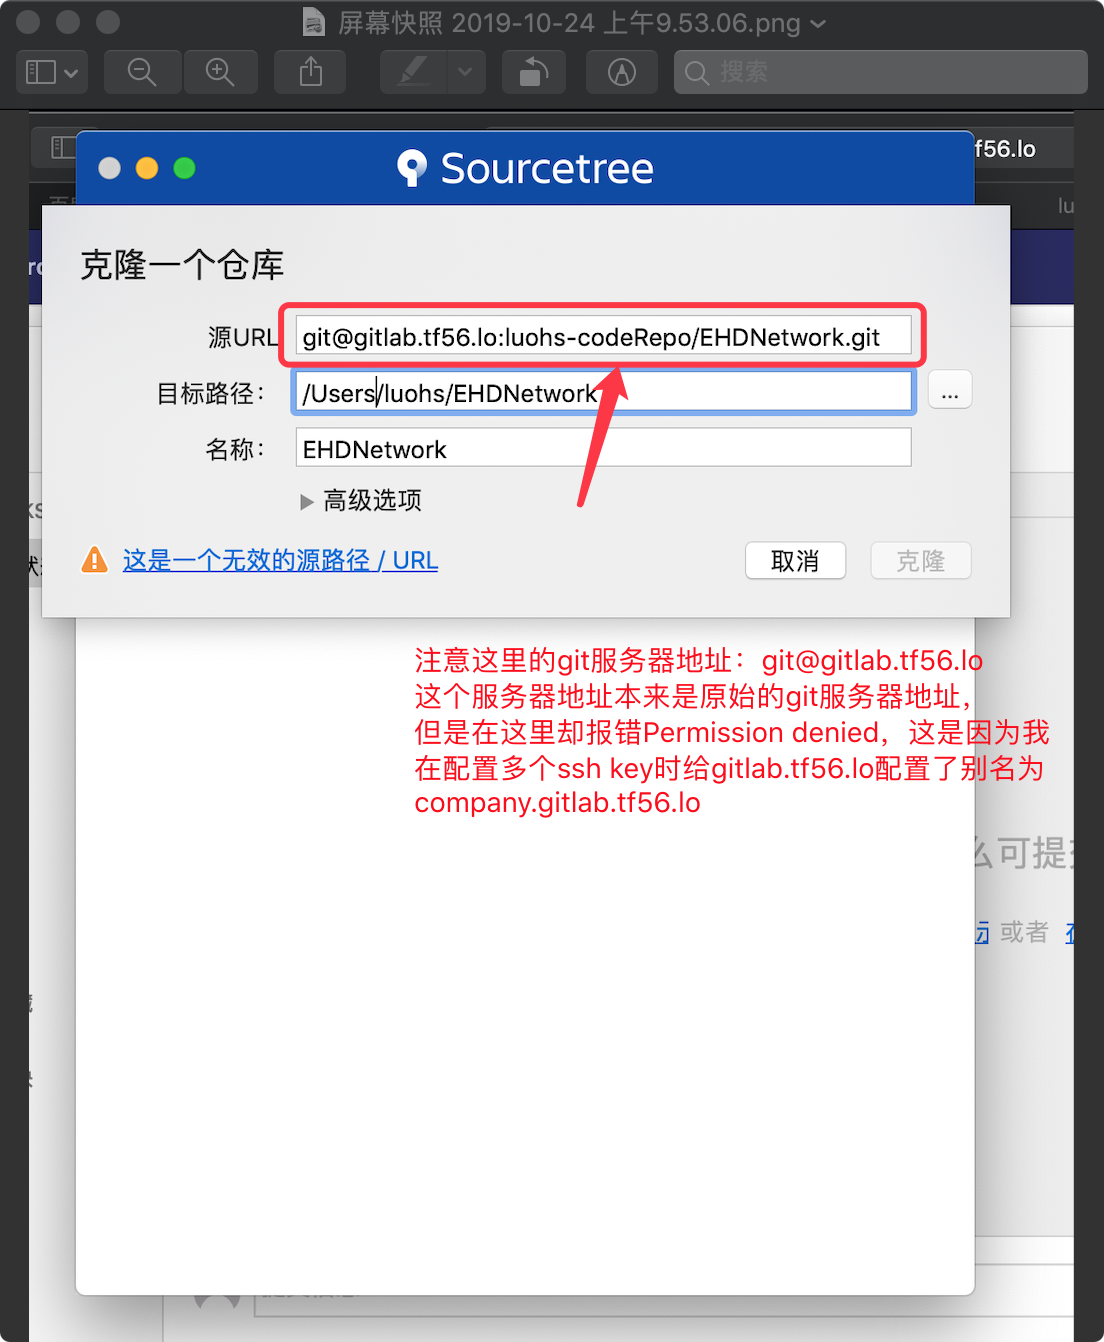 屏幕快照 2019-10-24 上午9.53.06.png
搜索
f56.lo
Sourcetree
lu
克隆一个仓库
源URL
git@gitlab.tf56.lo:luohs-codeRepo/EHDNetwork.git
目标路径：
/Users/luohs/EHDNetwork
...
名称：
EHDNetwork
高级选项
这是一个无效的源路径 / URL
取消
克隆
注意这里的git服务器地址：git@gitlab.tf56.lo
这个服务器地址本来是原始的git服务器地址，
但是在这里却报错Permission denied，这是因为我
在配置多个ssh key时给gitlab.tf56.lo配置了别名为
company.gitlab.tf56.lo
么可提
或者